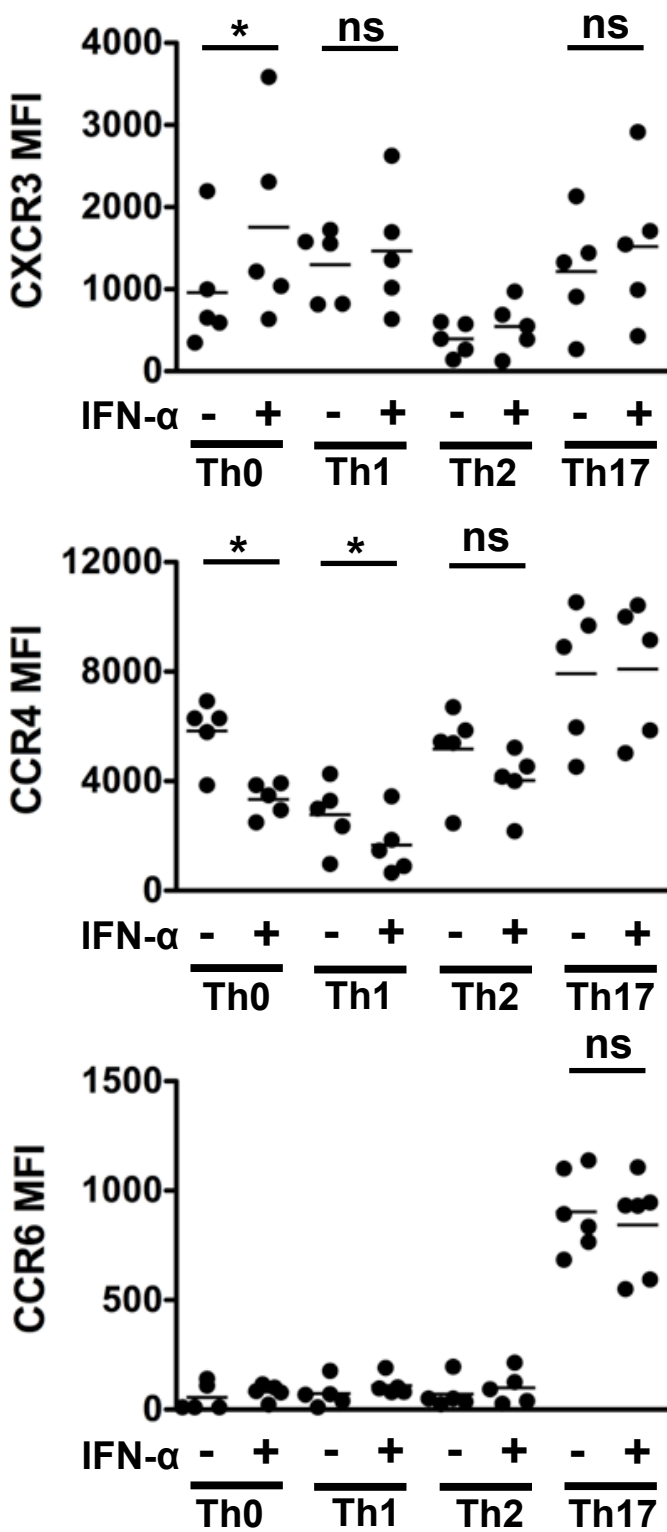 * ns ns
4000
3000
2000
1000
0
CXCR3 MFI
IFN-α - + - + - + - +
Th0 Th1 Th2 Th17
* * ns
12000
8000
4000
0
CCR4 MFI
IFN-α - + - + - + - +
Th0 Th1 Th2 Th17
ns
1500
1000
500
0
CCR6 MFI
IFN-α - + - + - + - +
Th0 Th1 Th2 Th17